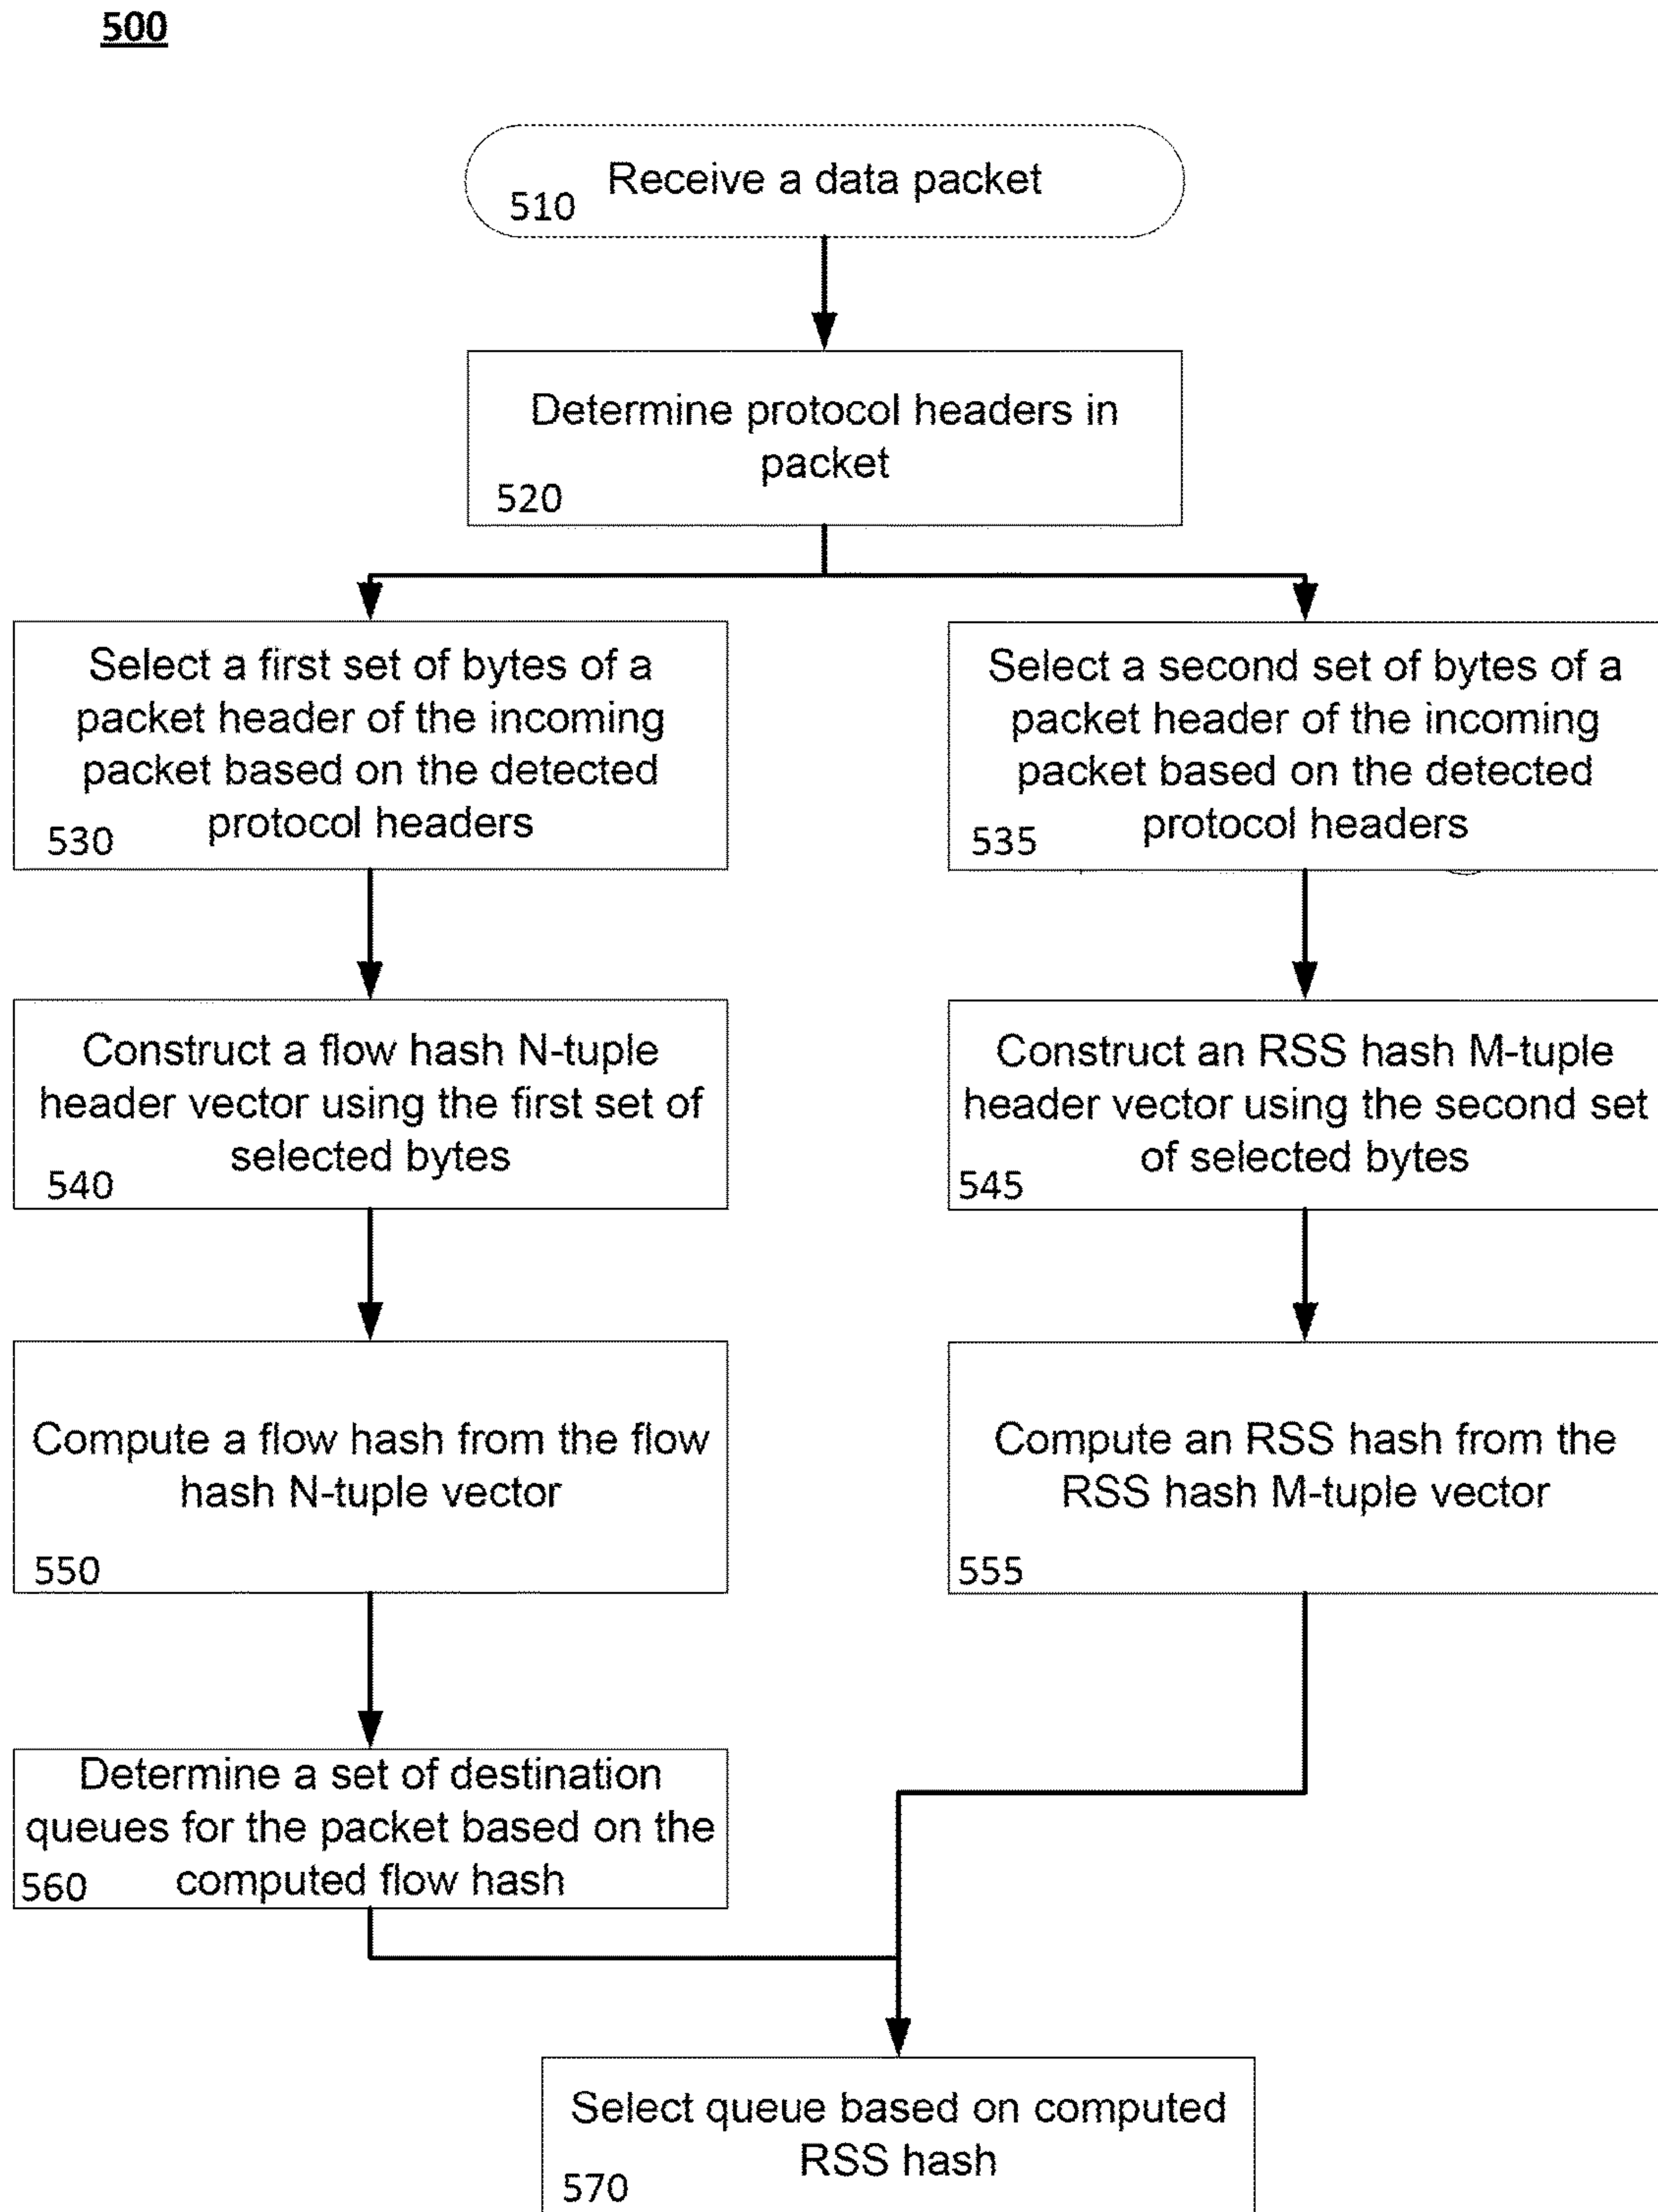 500
Receive a data packet
510
Determine protocol headers in
packet
520
Select a first set of bytes of a
packet header of the incoming
packet based on the detected
protocol headers
530
Select a second set of bytes of a
packet header of the incoming
packet based on the detected
protocol headers
535
Construct a flow hash N-tuple
header vector using the first set of
selected bytes
540
Construct an RSS hash M-tuple
header vector using the second set
of selected bytes
545
Compute a flow hash from the flow
hash N-tuple vector
550
Compute an RSS hash from the
RSS hash M-tuple vector
555
Determine a set of destination
queues for the packet based on the
computed flow hash
560
Select queue based on computed
RSS hash
570